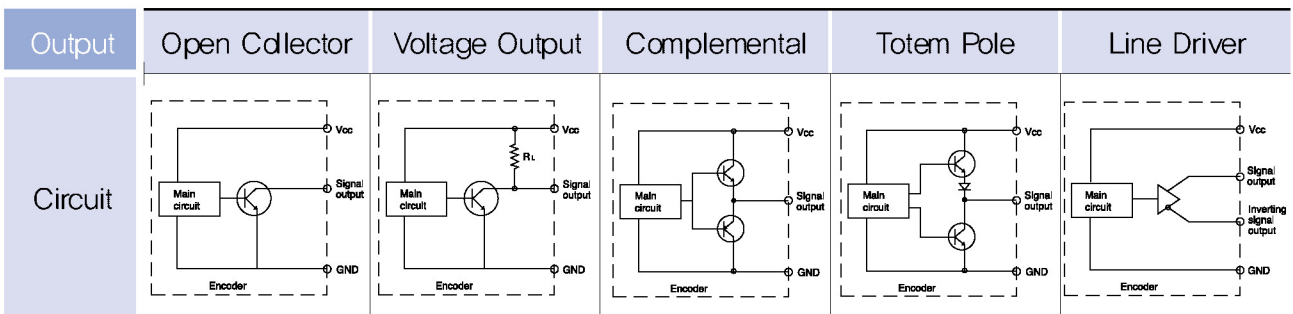 Output
Open Collector
Voltage Output
Complemental
Totem Pole
Line Driver
Circuit
Vcc
Main
circuit
Signal
output
GND
Encoder
Vcc
RL
Main
circuit
Signal
output
GND
Encoder
Vcc
Main
circuit
Signal
output
GND
Encoder
Vcc
Main
circuit
Signal
output
GND
Encoder
Vcc
Signal
output
Main
circuit
Inverting
signal
output
GND
Encoder